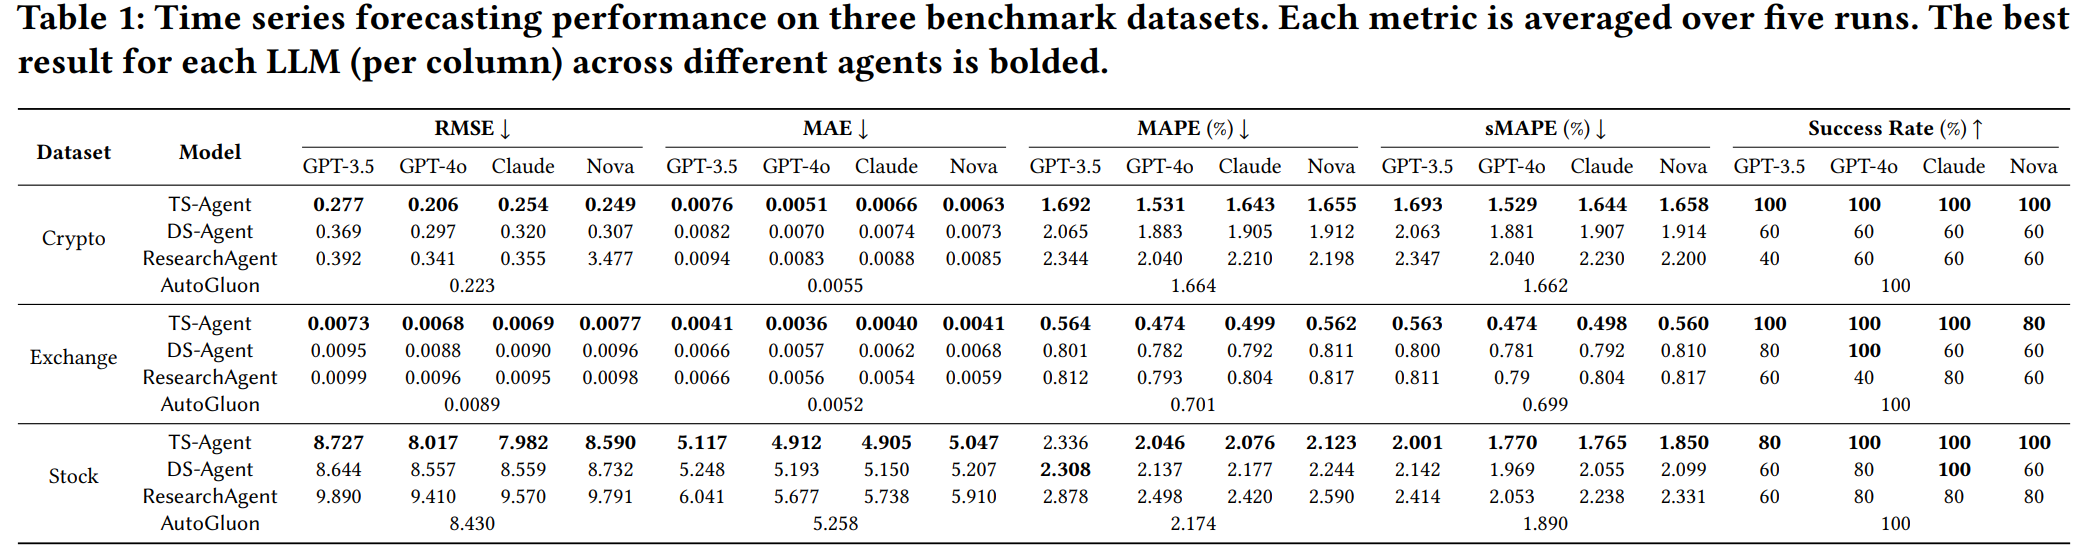 Table 1: Time series forecasting performance on three benchmark datasets. Each metric is averaged over five runs. The best
result for each LLM (per column) across different agents is bolded.
Dataset Model RMSE ↓ MAE ↓ MAPE (%) ↓ sMAPE (%) ↓ Success Rate (%) ↑
GPT-3.5 GPT-4o Claude Nova GPT-3.5 GPT-4o Claude Nova GPT-3.5 GPT-4o Claude Nova GPT-3.5 GPT-4o Claude Nova GPT-3.5 GPT-4o Claude Nova
Crypto
TS-Agent 0.277 0.206 0.254 0.249 0.0076 0.0051 0.0066 0.0063 1.692 1.531 1.643 1.655 1.693 1.529 1.644 1.658 100 100 100 100
DS-Agent 0.369 0.297 0.320 0.307 0.0082 0.0070 0.0074 0.0073 2.065 1.883 1.905 1.912 2.063 1.881 1.907 1.914 60 60 60 60
ResearchAgent 0.392 0.341 0.355 3.477 0.0094 0.0083 0.0088 0.0085 2.344 2.040 2.210 2.198 2.347 2.040 2.230 2.200 40 60 60 60
AutoGluon 0.223 0.0055 1.664 1.662 100
Exchange
TS-Agent 0.0073 0.0068 0.0069 0.0077 0.0041 0.0036 0.0040 0.0041 0.564 0.474 0.499 0.562 0.563 0.474 0.498 0.560 100 100 100 80
DS-Agent 0.0095 0.0088 0.0090 0.0096 0.0066 0.0057 0.0062 0.0068 0.801 0.782 0.792 0.811 0.800 0.781 0.792 0.810 80 100 60 60
ResearchAgent 0.0099 0.0096 0.0095 0.0098 0.0066 0.0056 0.0054 0.0059 0.812 0.793 0.804 0.817 0.811 0.79 0.804 0.817 60 40 80 60
AutoGluon 0.0089 0.0052 0.701 0.699 100
Stock
TS-Agent 8.727 8.017 7.982 8.590 5.117 4.912 4.905 5.047 2.336 2.046 2.076 2.123 2.001 1.770 1.765 1.850 80 100 100 100
DS-Agent 8.644 8.557 8.559 8.732 5.248 5.193 5.150 5.207 2.308 2.137 2.177 2.244 2.142 1.969 2.055 2.099 60 80 100 60
ResearchAgent 9.890 9.410 9.570 9.791 6.041 5.677 5.738 5.910 2.878 2.498 2.420 2.590 2.414 2.053 2.238 2.331 60 80 80 80
AutoGluon 8.430 5.258 2.174 1.890 100